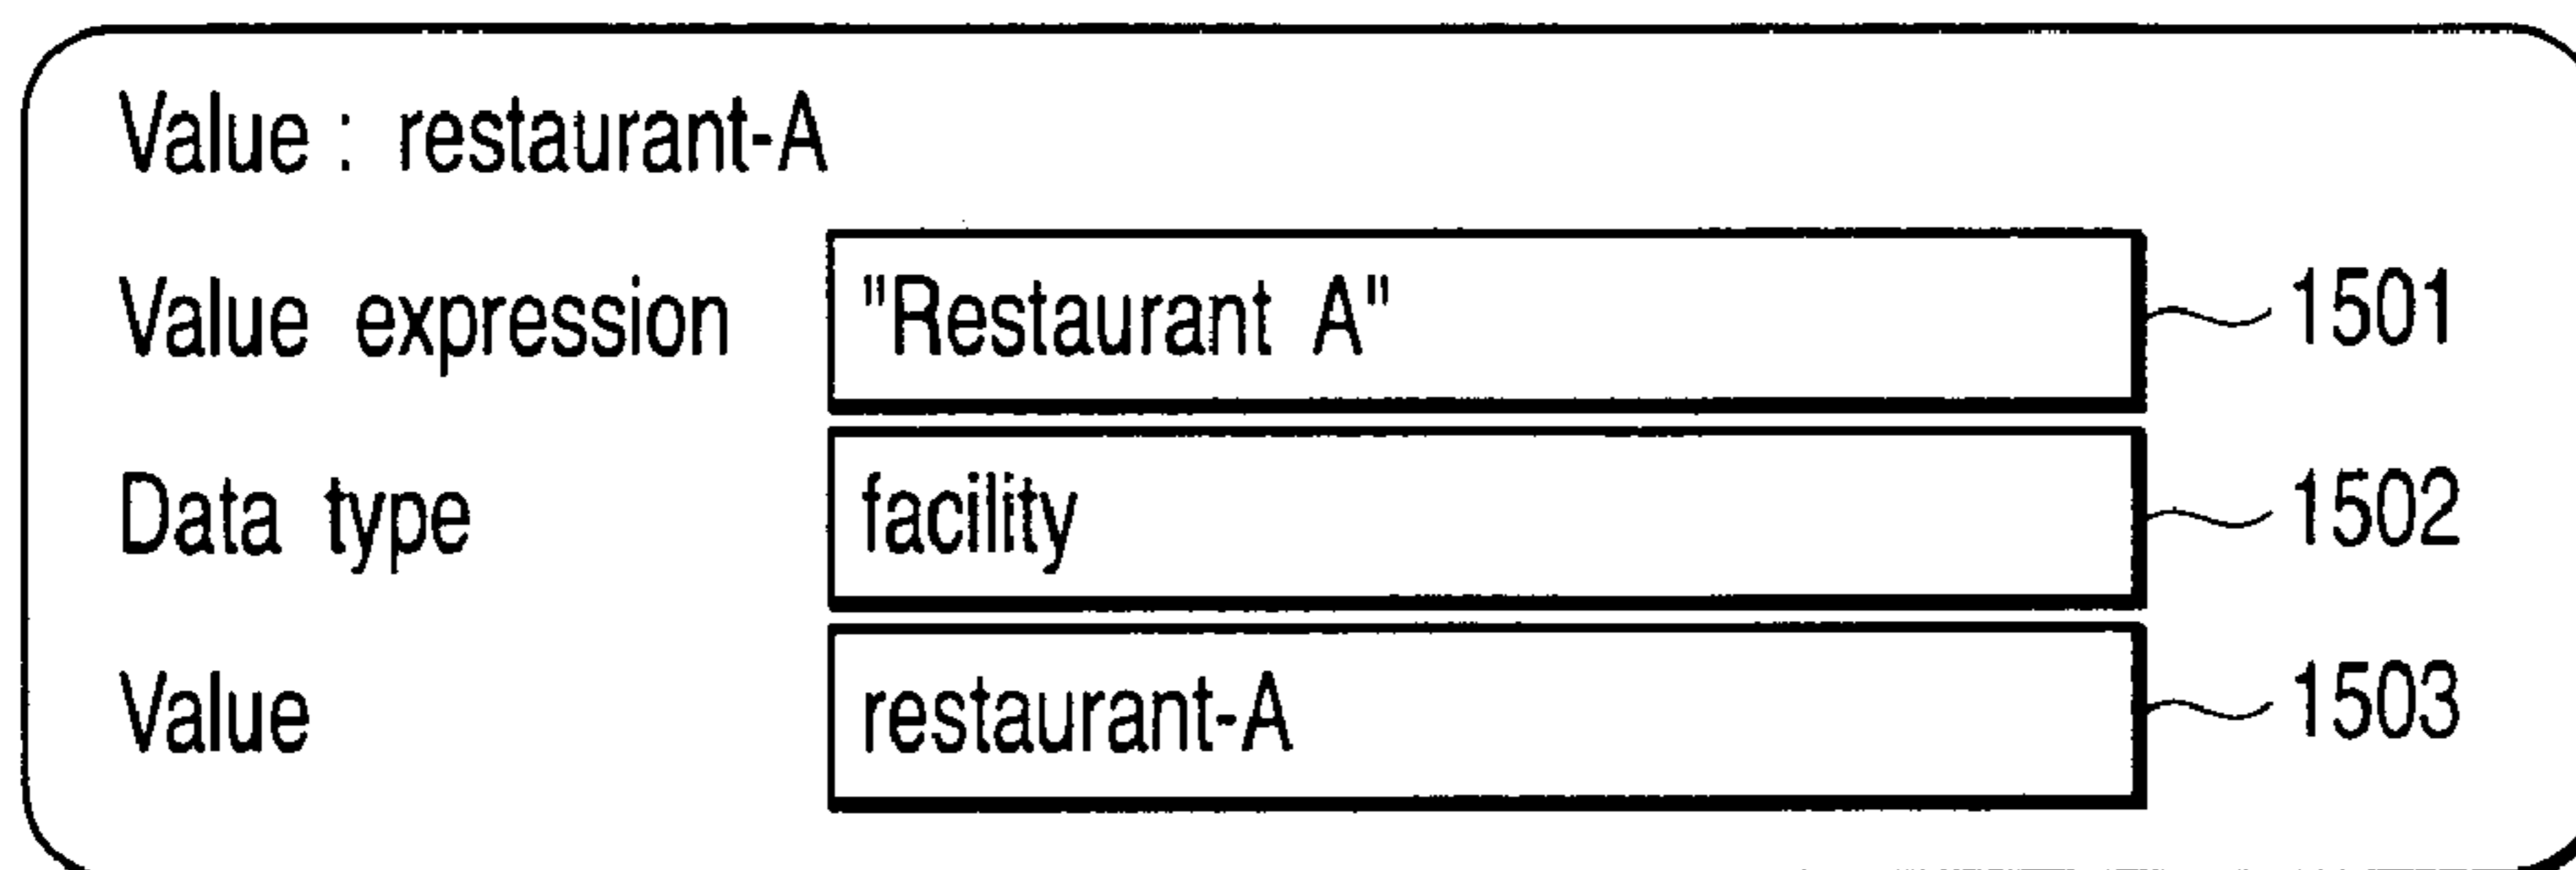 Value : restaurant-A
Value expression "Restaurant A" 1501
Data type facility 1502
Value restaurant-A 1503